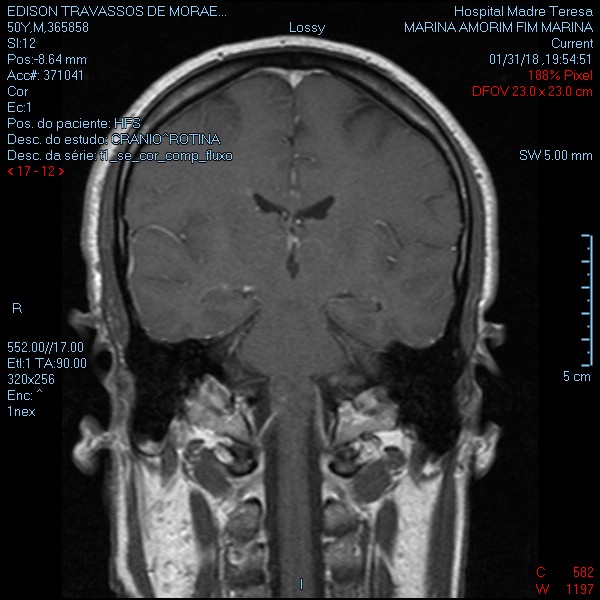 EDISON TRAVASSOS DE MORAE...
50Y,M,365858
Sl:12
Pos:-8.64 mm
Acc#: 371041
Cor
Ec:1
Pos. do paciente: HFS
Desc. do estudo: CRANIO^ROTINA
Desc. da série: t1_se_cor_comp_fluxo
< 17 - 12 >
Lossy
Hospital Madre Teresa
MARINA AMORIM FIM MARINA
Current
01/31/18 ,19:54:51
188% Pixel
DFOV 23.0 x 23.0 cm
SW 5.00 mm
R
552.00//17.00
Etl:1 TA:90.00
320x256
Enc: ^
1nex
5 cm
I
C 582
W 1197